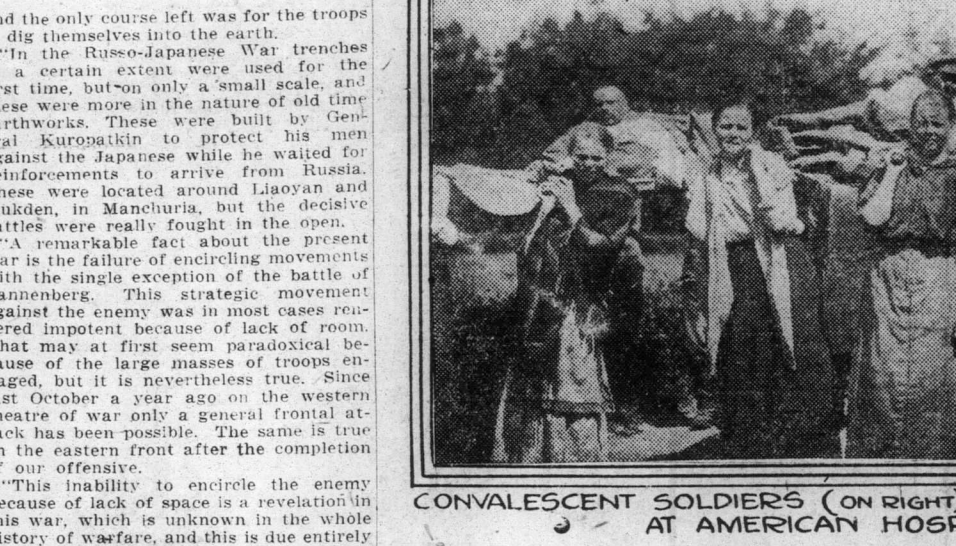 nd the only course left was for the troops
dig themselves into the earth.
"In the Russo-Japanese War trenches
a certain extent were used for the
rst time, but on only a small scale, and
ese were more in the nature of old time
rthworks. These were built by Gen-
ral Kuropatkin to protect his men
gainst the Japanese while he waited for
einforcements to arrive from Russia.
hese were located around Liaoyan and
ukden, in Manchuria, but the decisive
attles were really fought in the open.
"A remarkable fact about the present
ar is the failure of encircling movements
ith the single exception of the battle of
annenberg. This strategic movement
gainst the enemy was in most cases ren-
ered impotent because of lack of room.
hat may at first seem paradoxical be-
ause of the large masses of troops en-
aged, but it is nevertheless true. Since
st October a year ago on the western
heatre of war only a general frontal at-
ack has been possible. The same is true
n the eastern front after the completion
f our offensive.
"This inability to encircle the enemy
ecause of lack of space is a revelation in
his war, which is unknown in the whole
istory of warfare, and this is due entirely
CONVALESCENT SOLDIERS (ON RIGHT)
AT AMERICAN HOSP